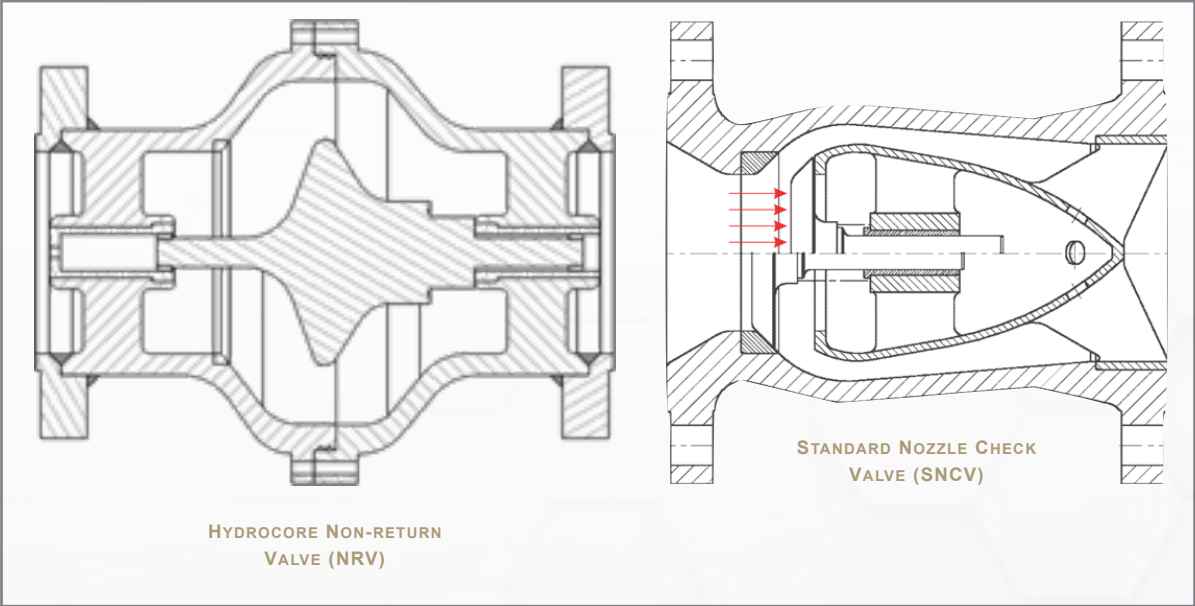 STANDARD NOZZLE CHECK
VALVE (SNCV)
HYDROCORE NON-RETURN
VALVE (NRV)